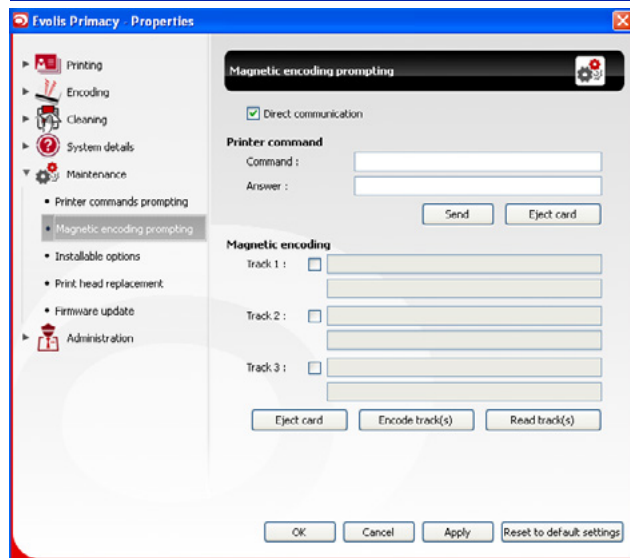 Evolis Primacy - Properties
Printing
Encoding
Cleaning
System details
Maintenance
Printer commands prompting
Magnetic encoding prompting
Installable options
Print head replacement
Firmware update
Administration
Magnetic encoding prompting
Direct communication
Printer command
Command :
Answer :
Send Eject card
Magnetic encoding
Track 1 :
Track 2 :
Track 3 :
Eject card Encode track(s) Read track(s)
OK Cancel Apply Reset to default settings